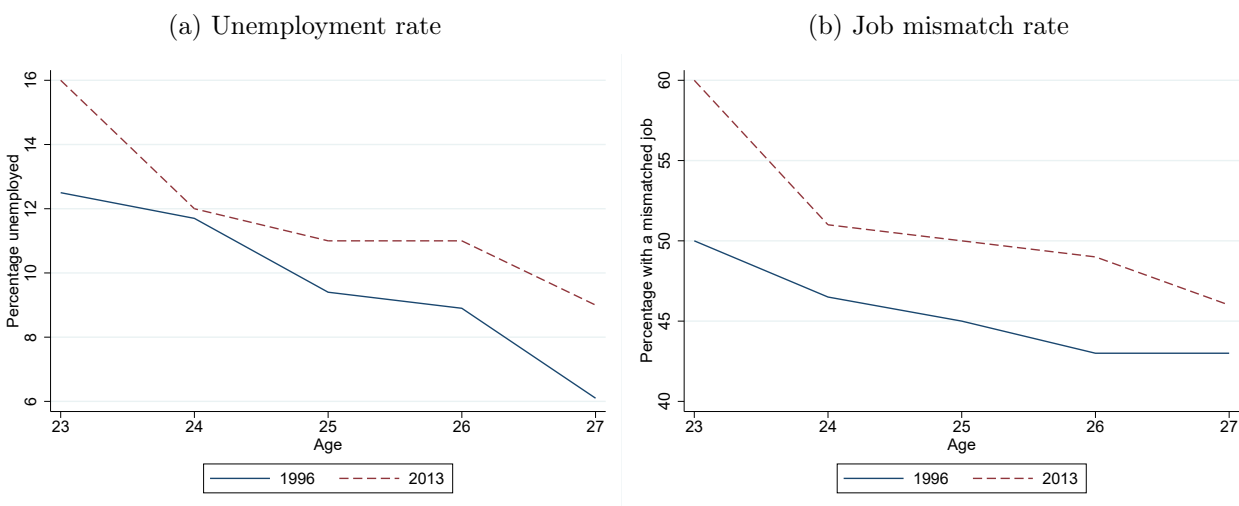 (a) Unemployment rate
Percentage unemployed
16
14
12
10
8
6
23 24 25 26 27
Age
1996 2013
(b) Job mismatch rate
Percentage with a mismatched job
60
55
50
45
40
23 24 25 26 27
Age
1996 2013